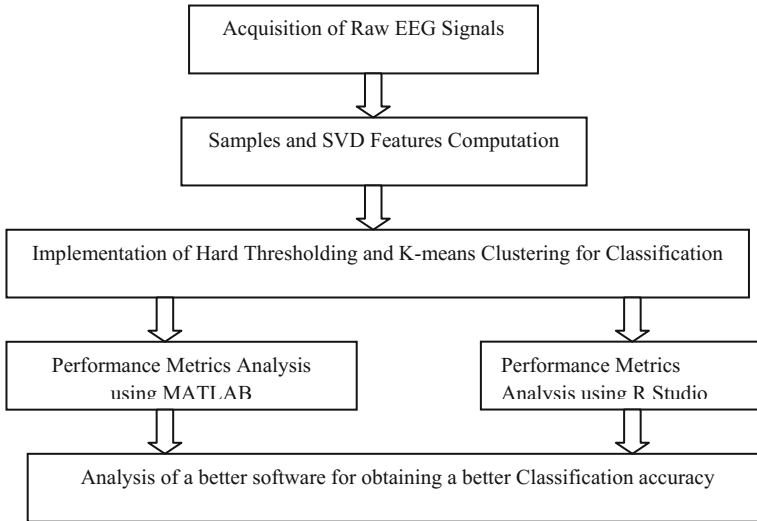 Acquisition of Raw EEG Signals
Samples and SVD Features Computation
Implementation of Hard Thresholding and K-means Clustering for Classification
Performance Metrics Analysis
using MATLAB
Performance Metrics
Analysis using R Studio
Analysis of a better software for obtaining a better Classification accuracy